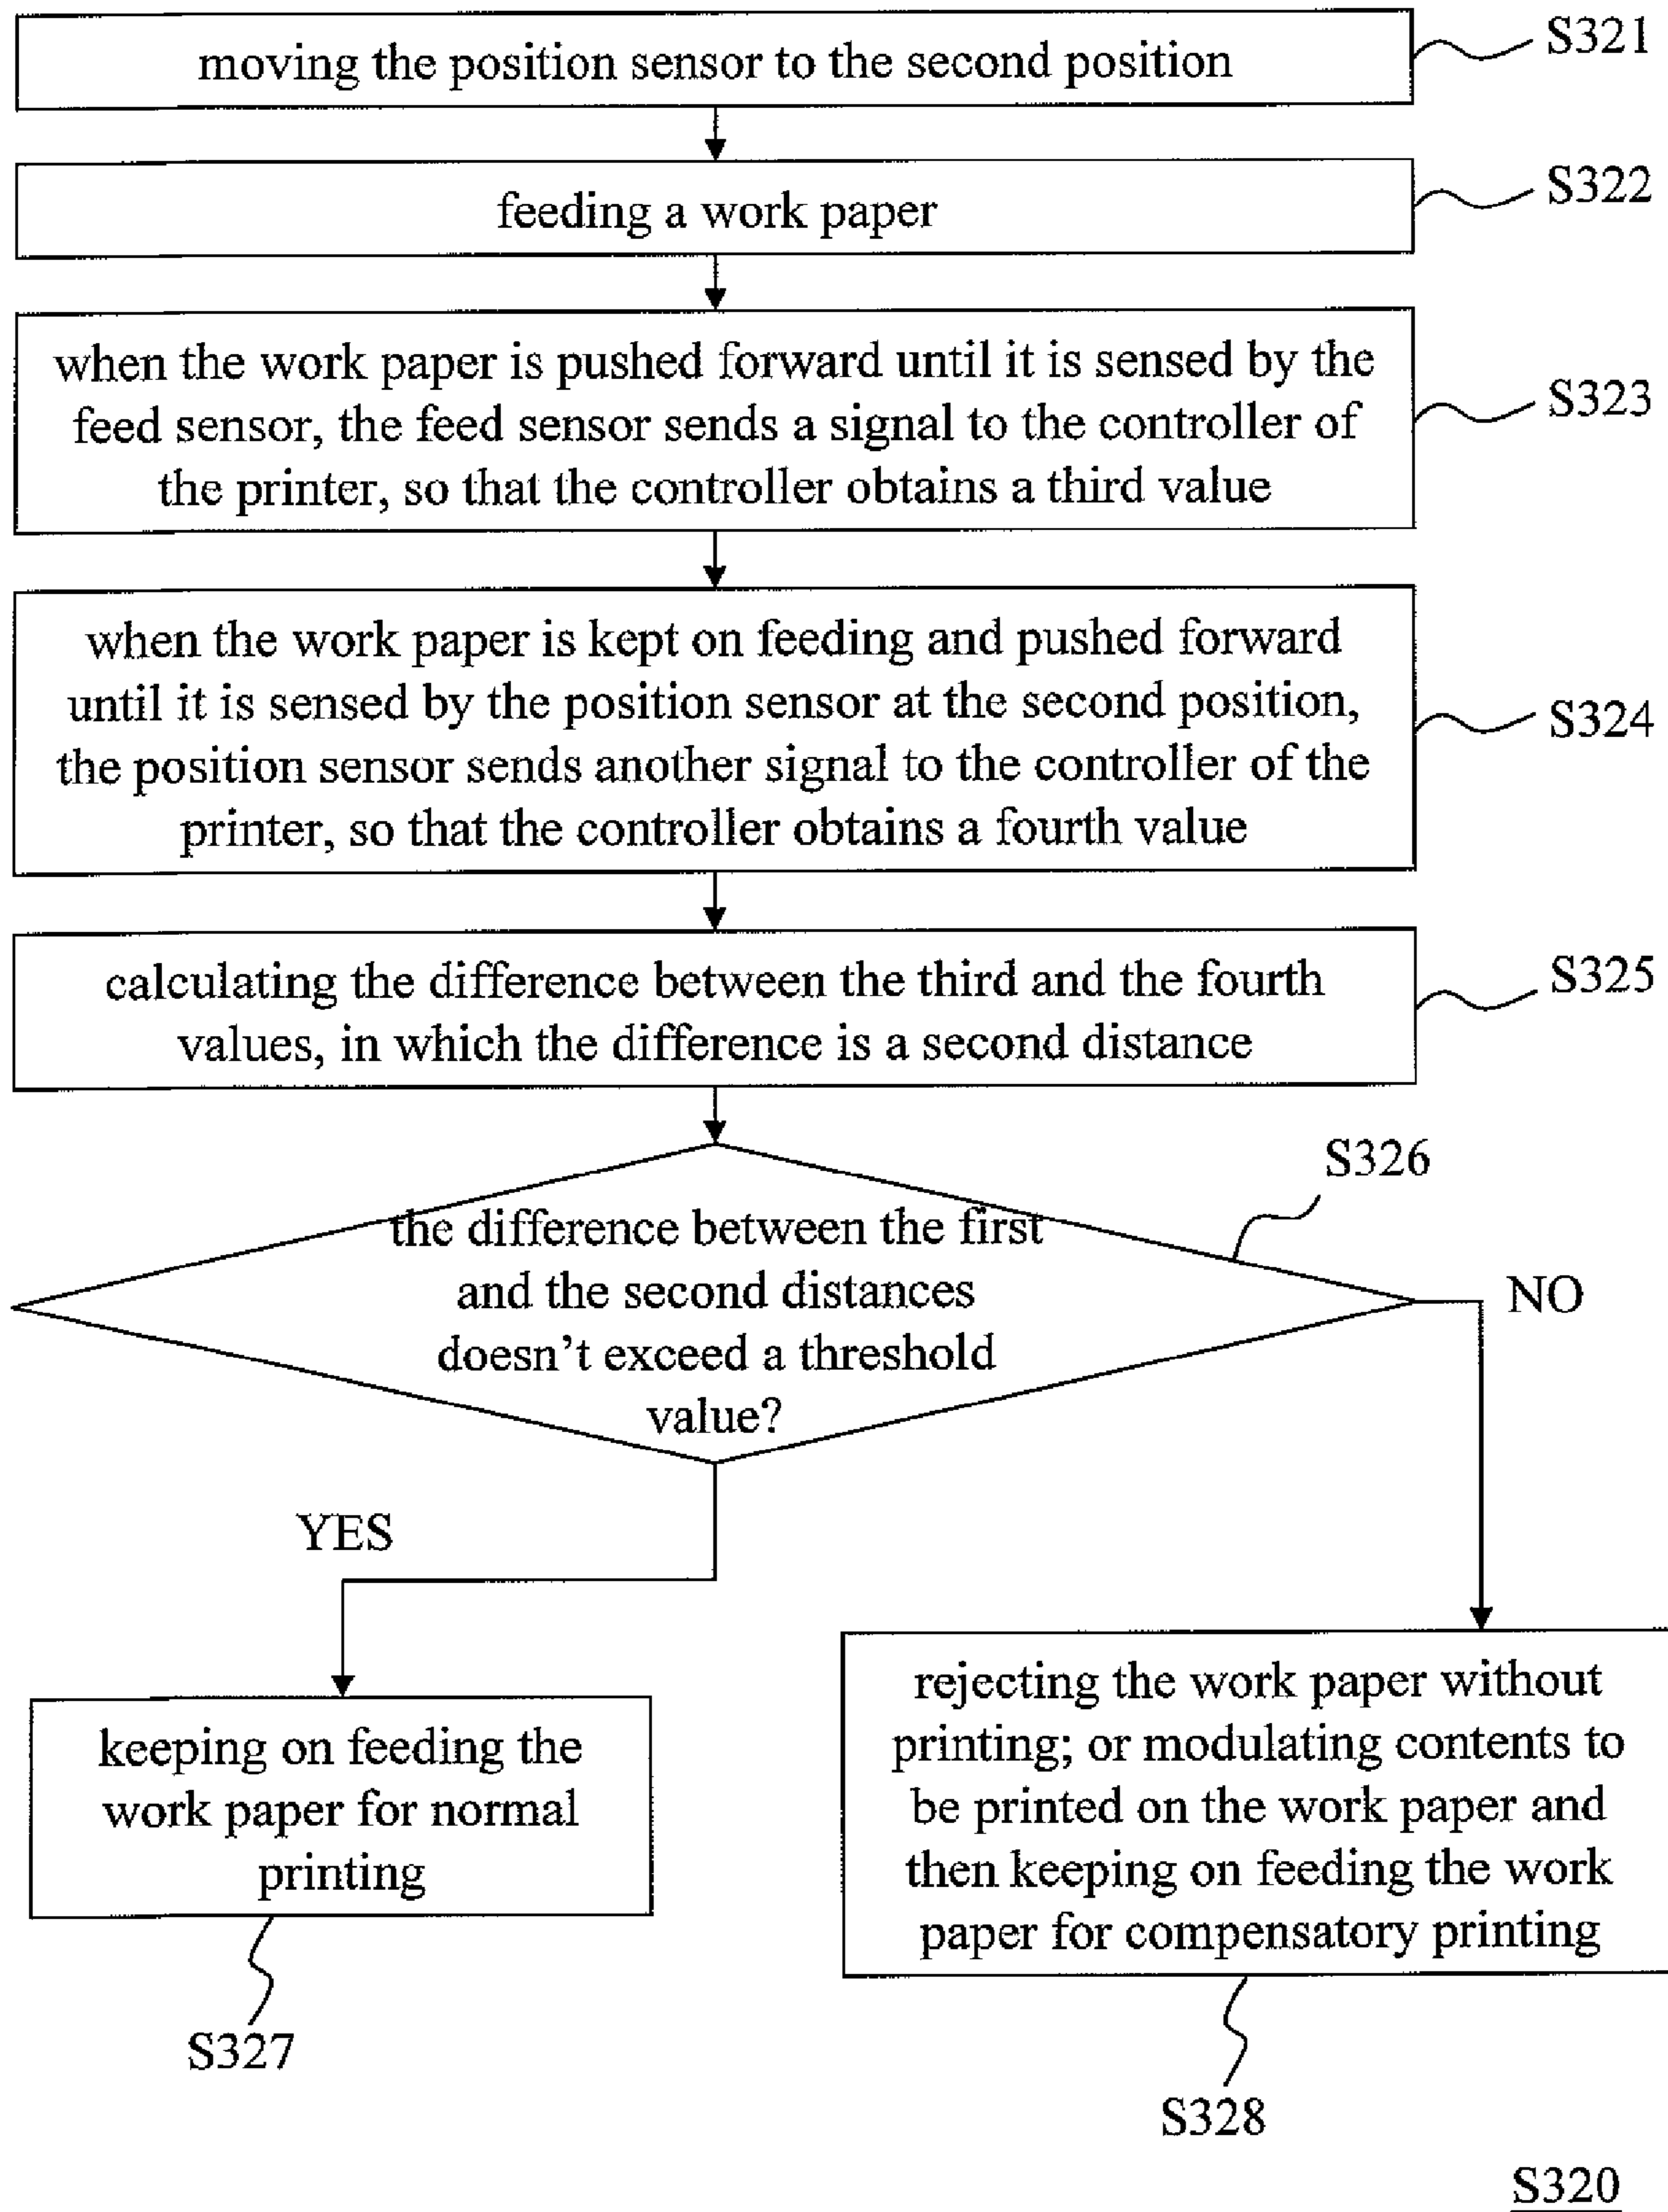 moving the position sensor to the second position
S321
feeding a work paper
S322
when the work paper is pushed forward until it is sensed by the
feed sensor, the feed sensor sends a signal to the controller of
the printer, so that the controller obtains a third value
S323
when the work paper is kept on feeding and pushed forward
until it is sensed by the position sensor at the second position,
the position sensor sends another signal to the controller of the
printer, so that the controller obtains a fourth value
S324
calculating the difference between the third and the fourth
values, in which the difference is a second distance
S325
S326
the difference between the first
and the second distances
doesn't exceed a threshold
value?
NO
YES
keeping on feeding the
work paper for normal
printing
S327
rejecting the work paper without
printing; or modulating contents to
be printed on the work paper and
then keeping on feeding the work
paper for compensatory printing
S328
S320